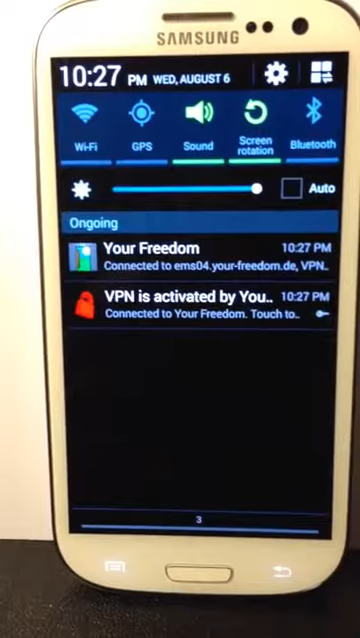 SAMSUNG
10:27 PM WED, AUGUST 6
Wi-Fi GPS Sound Screen rotation Bluetooth
Auto
Ongoing
Your Freedom 10:27 PM
Connected to ems04.your-freedom.de, VPN..
VPN is activated by You.. 10:27 PM
Connected to Your Freedom. Touch to..
3